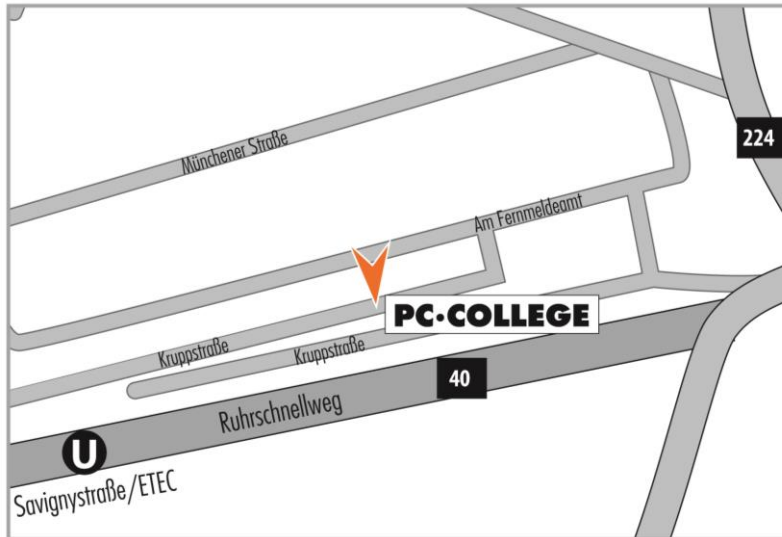 Münchener Straße
224
Am Fernmeldeamt
PC·COLLEGE
Kruppstraße
Kruppstraße
40
Ruhrschnellweg
U
Savignystraße/ETEC